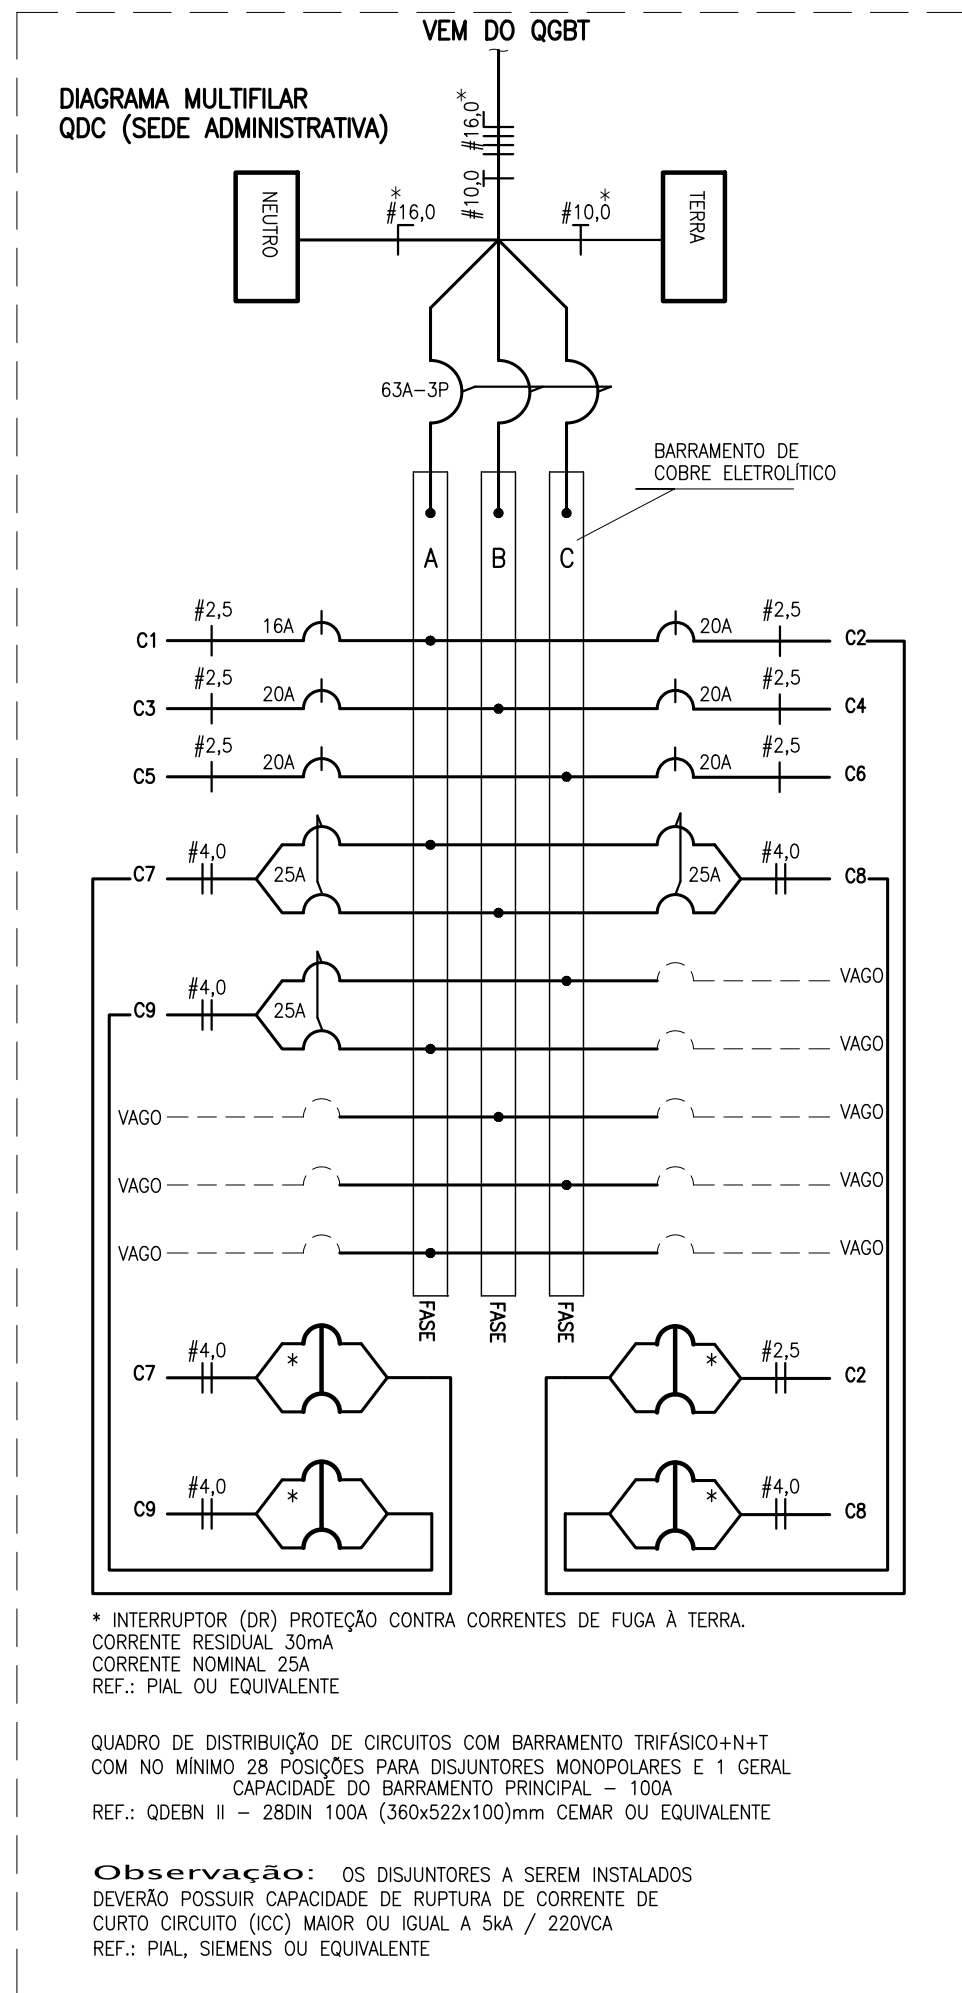 VEM DO QGBT
DIAGRAMA MULTIFILAR
QDC (SEDE ADMINISTRATIVA)
#16,0*
#10,0
NEUTRO
*
#16,0
*
#10,0
TERRA
63A-3P
BARRAMENTO DE
COBRE ELETROLÍTICO
A B C
C1 #2,5 16A 20A #2,5 C2
C3 #2,5 20A 20A #2,5 C4
C5 #2,5 20A 20A #2,5 C6
C7 #4,0 25A 25A #4,0 C8
VAGO
C9 #4,0 25A
VAGO
VAGO VAGO
VAGO VAGO
VAGO VAGO
FASE FASE FASE
C7 #4,0 * * #2,5 C2
C9 #4,0 * * #4,0 C8
* INTERRUPTOR (DR) PROTEÇÃO CONTRA CORRENTES DE FUGA À TERRA.
CORRENTE RESIDUAL 30mA
CORRENTE NOMINAL 25A
REF.: PIAL OU EQUIVALENTE
QUADRO DE DISTRIBUIÇÃO DE CIRCUITOS COM BARRAMENTO TRIFÁSICO+N+T
COM NO MÍNIMO 28 POSIÇÕES PARA DISJUNTORES MONOPOLARES E 1 GERAL
CAPACIDADE DO BARRAMENTO PRINCIPAL - 100A
REF.: QDEBN II - 28DIN 100A (360x522x100)mm CEMAR OU EQUIVALENTE
Observação: OS DISJUNTORES A SEREM INSTALADOS
DEVERÃO POSSUIR CAPACIDADE DE RUPTURA DE CORRENTE DE
CURTO CIRCUITO (ICC) MAIOR OU IGUAL A 5kA / 220VCA
REF.: PIAL, SIEMENS OU EQUIVALENTE